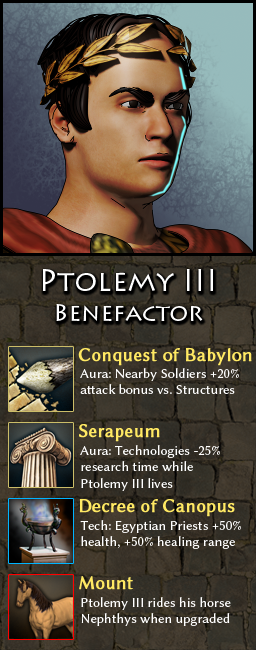 Ptolemy III
Benefactor
Conquest of Babylon
Aura: Nearby Soldiers +20%
attack bonus vs. Structures
Serapeum
Aura: Technologies -25%
research time while
Ptolemy III lives
Decree of Canopus
Tech: Egyptian Priests +50%
health, +50% healing range
Mount
Ptolemy III rides his horse
Nephthys when upgraded